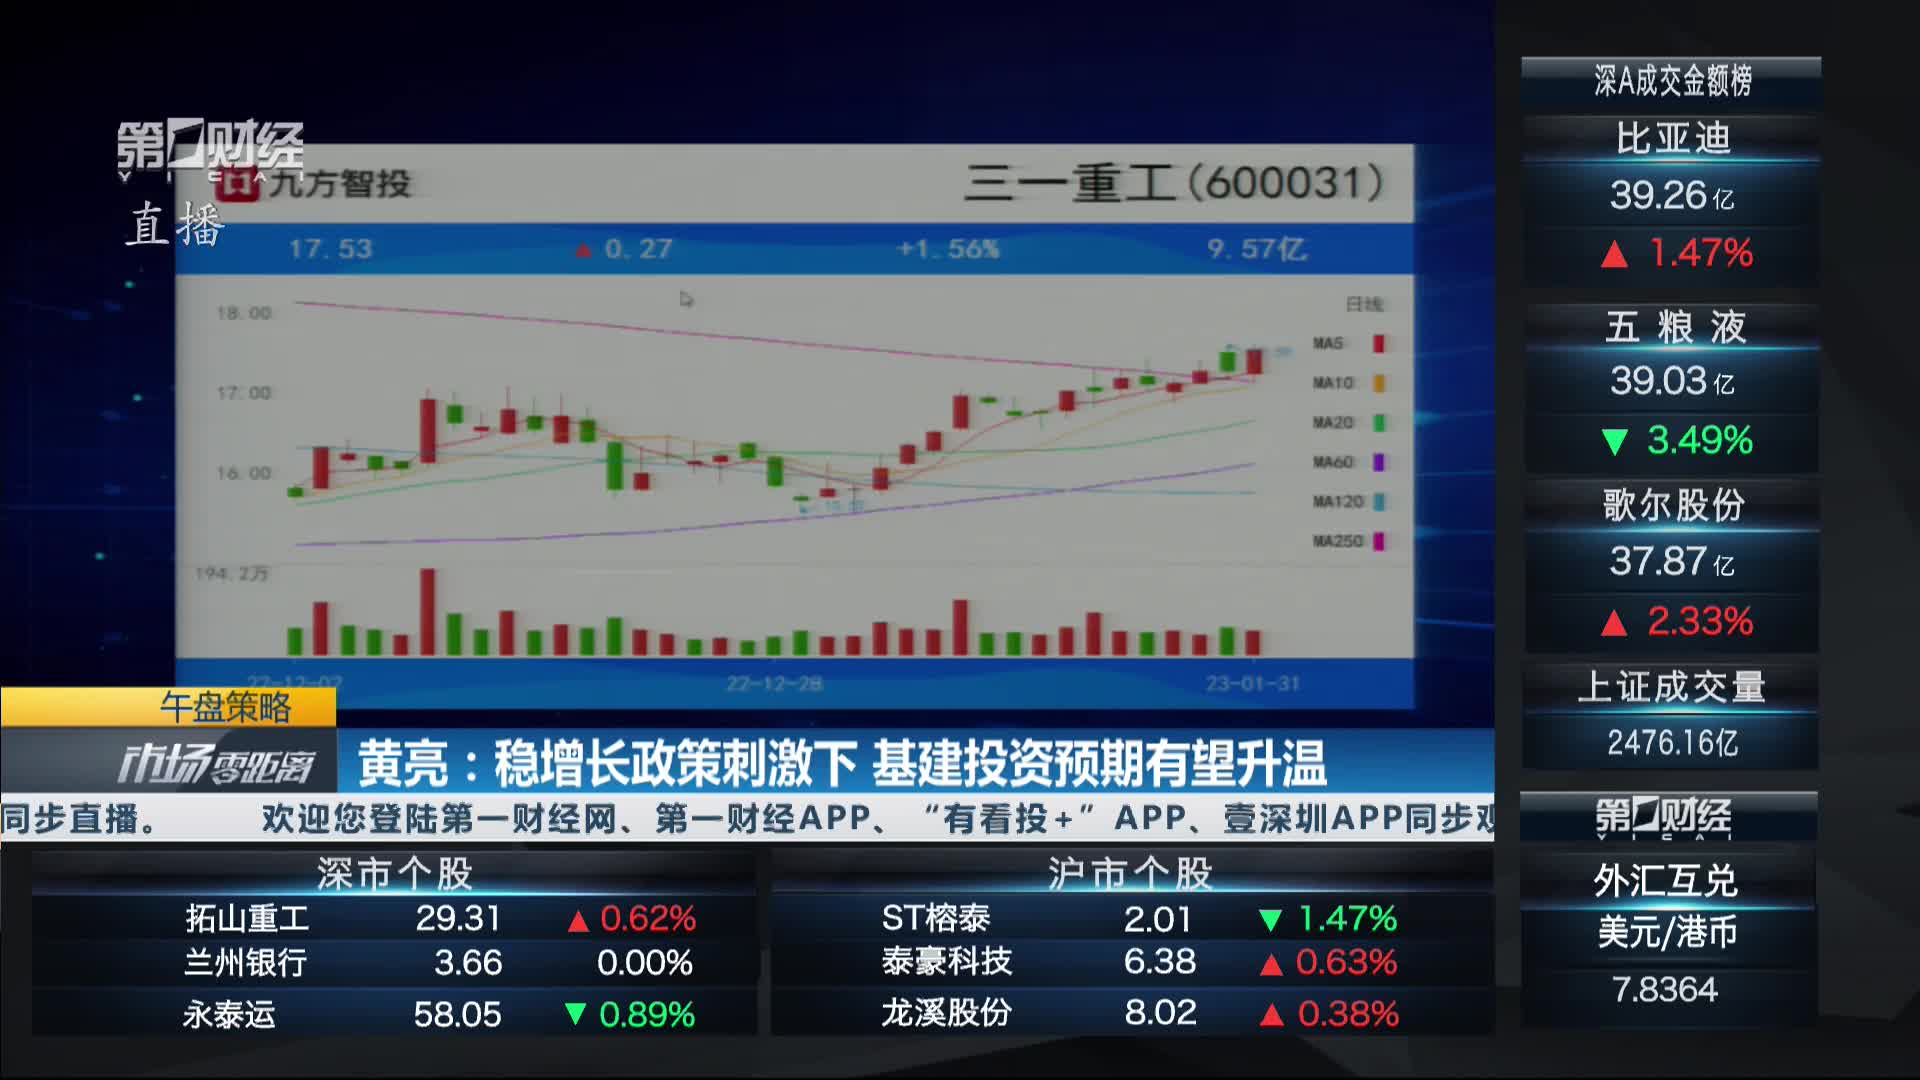 第一财经
YICAI
直播
九方智投
三一重工(600031)
17.53 ▲ 0.27 +1.56% 9.57亿
日线
18.00
17.00
16.00
194.2万
MA5
MA10
MA20
MA60
MA120
MA250
22-12-02 22-12-28 23-01-31
午盘策略
市场零距离
黄亮：稳增长政策刺激下 基建投资预期有望升温
同步直播。 欢迎您登陆第一财经网、第一财经APP、“有看投+”APP、壹深圳APP同步观
深市个股
拓山重工 29.31 ▲ 0.62%
兰州银行 3.66 0.00%
永泰运 58.05 ▼ 0.89%
沪市个股
ST榕泰 2.01 ▼ 1.47%
泰豪科技 6.38 ▲ 0.63%
龙溪股份 8.02 ▲ 0.38%
深A成交金额榜
比亚迪
39.26亿
▲ 1.47%
五粮液
39.03亿
▼ 3.49%
歌尔股份
37.87亿
▲ 2.33%
上证成交量
2476.16亿
第一财经
YICAI
外汇互兑
美元/港币
7.8364